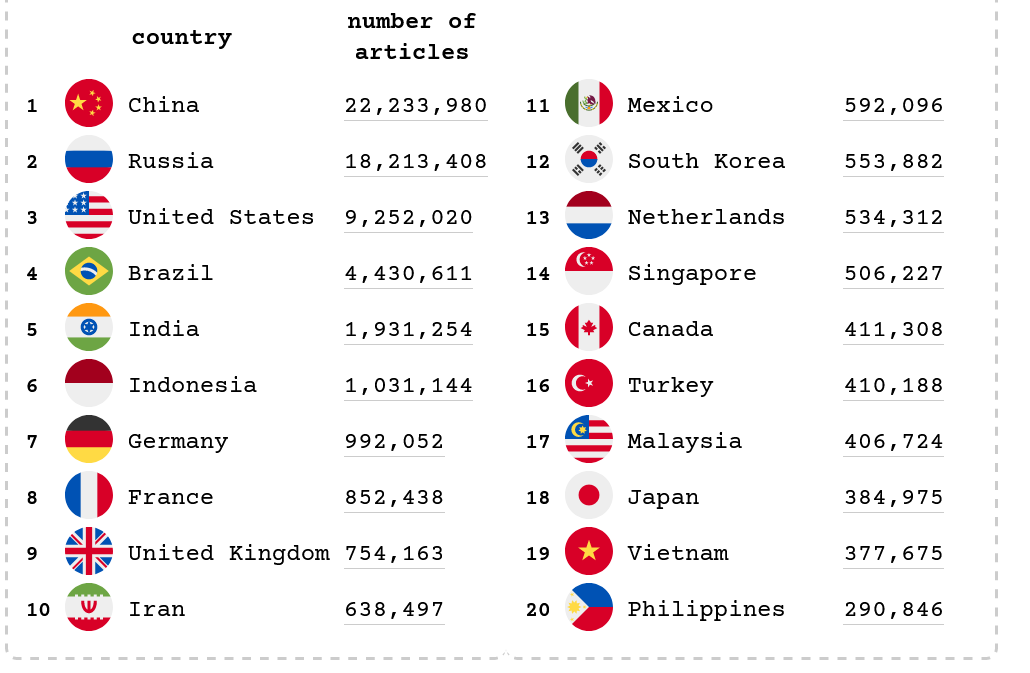 country number of articles
1 China 22,233,980
2 Russia 18,213,408
3 United States 9,252,020
4 Brazil 4,430,611
5 India 1,931,254
6 Indonesia 1,031,144
7 Germany 992,052
8 France 852,438
9 United Kingdom 754,163
10 Iran 638,497
11 Mexico 592,096
12 South Korea 553,882
13 Netherlands 534,312
14 Singapore 506,227
15 Canada 411,308
16 Turkey 410,188
17 Malaysia 406,724
18 Japan 384,975
19 Vietnam 377,675
20 Philippines 290,846